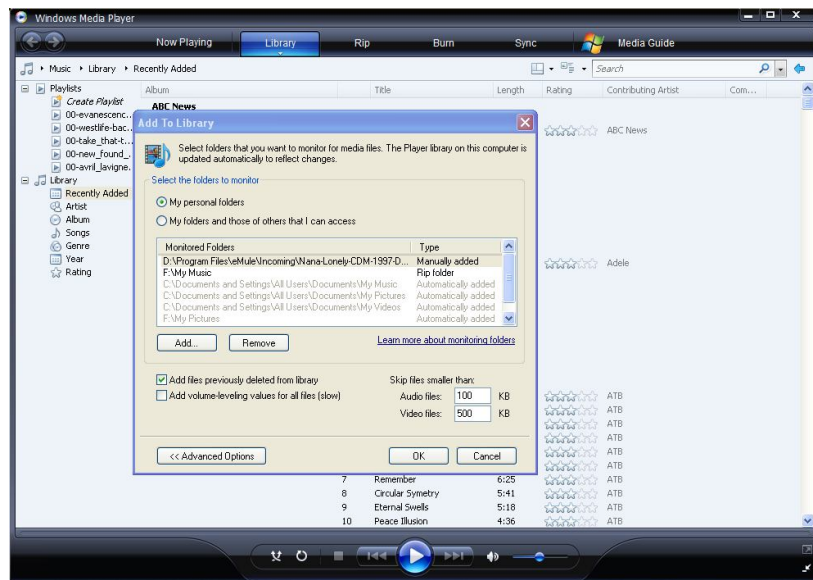 Windows Media Player
Now Playing Library Rip Burn Sync Media Guide
Music Library Recently Added Search
Playlists
Create Playlist
00-evanescenc...
00-westlife-bac...
00-take_that-t...
00-new_found_...
00-avril_lavigne.
Library
Recently Added
Artist
Album
Songs
Genre
Year
Rating
Album Title Length Rating Contributing Artist Com...
ABC News
ABC News
Adele
Add To Library
Select folders that you want to monitor for media files. The Player library on this computer is
updated automatically to reflect changes.
Select the folders to monitor
My personal folders
My folders and those of others that I can access
Monitored Folders Type
D:\Program Files\eMule\Incoming\Nana-Lonely-CDM-1997-D... Manually added
F:\My Music Rip folder
C:\Documents and Settings\All Users\Documents\My Music Automatically added
C:\Documents and Settings\All Users\Documents\My Pictures Automatically added
C:\Documents and Settings\All Users\Documents\My Videos Automatically added
F:\My Pictures Automatically added
Add... Remove Learn more about monitoring folders
Add files previously deleted from library Skip files smaller than:
Add volume-leveling values for all files (slow) Audio files: 100 KB
Video files: 500 KB
<< Advanced Options OK Cancel
ATB
ATB
ATB
ATB
ATB
ATB
7 Remember 6:25 ATB
8 Circular Symetry 5:41 ATB
9 Eternal Swells 5:18 ATB
10 Peace Illusion 4:36 ATB